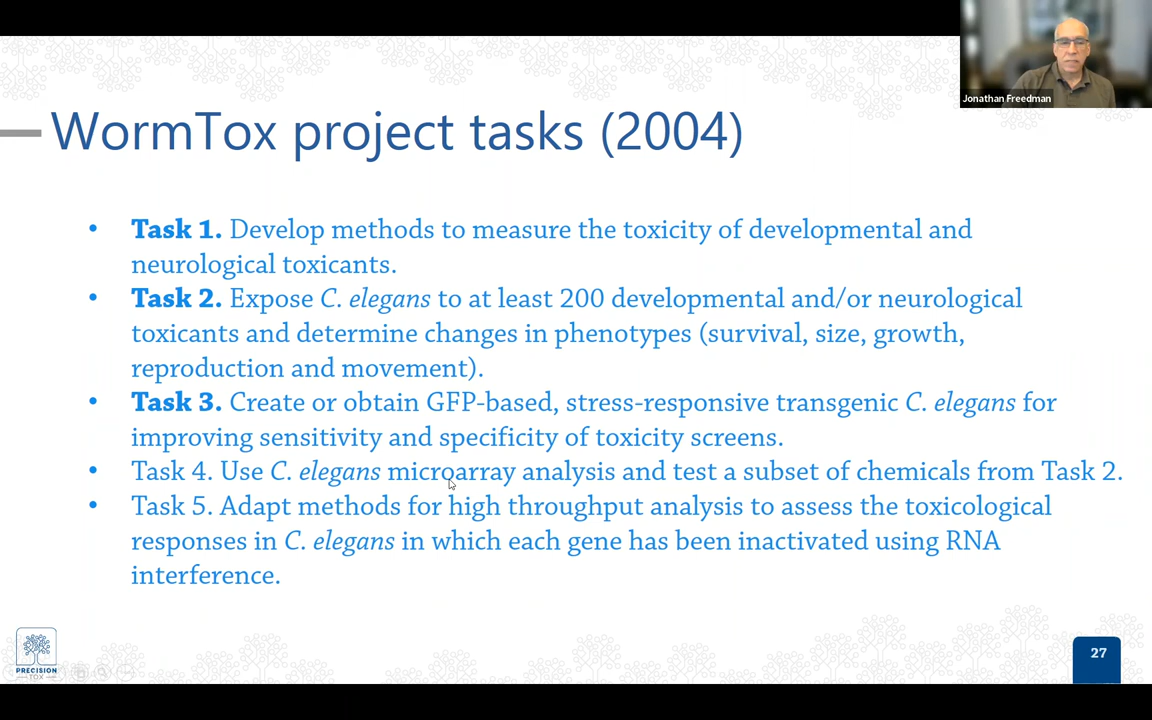 Jonathan Freedman
WormTox project tasks (2004)
• Task 1. Develop methods to measure the toxicity of developmental and
neurological toxicants.
• Task 2. Expose C. elegans to at least 200 developmental and/or neurological
toxicants and determine changes in phenotypes (survival, size, growth,
reproduction and movement).
• Task 3. Create or obtain GFP-based, stress-responsive transgenic C. elegans for
improving sensitivity and specificity of toxicity screens.
• Task 4. Use C. elegans microarray analysis and test a subset of chemicals from Task 2.
• Task 5. Adapt methods for high throughput analysis to assess the toxicological
responses in C. elegans in which each gene has been inactivated using RNA
interference.
PRECISION
TOX
27